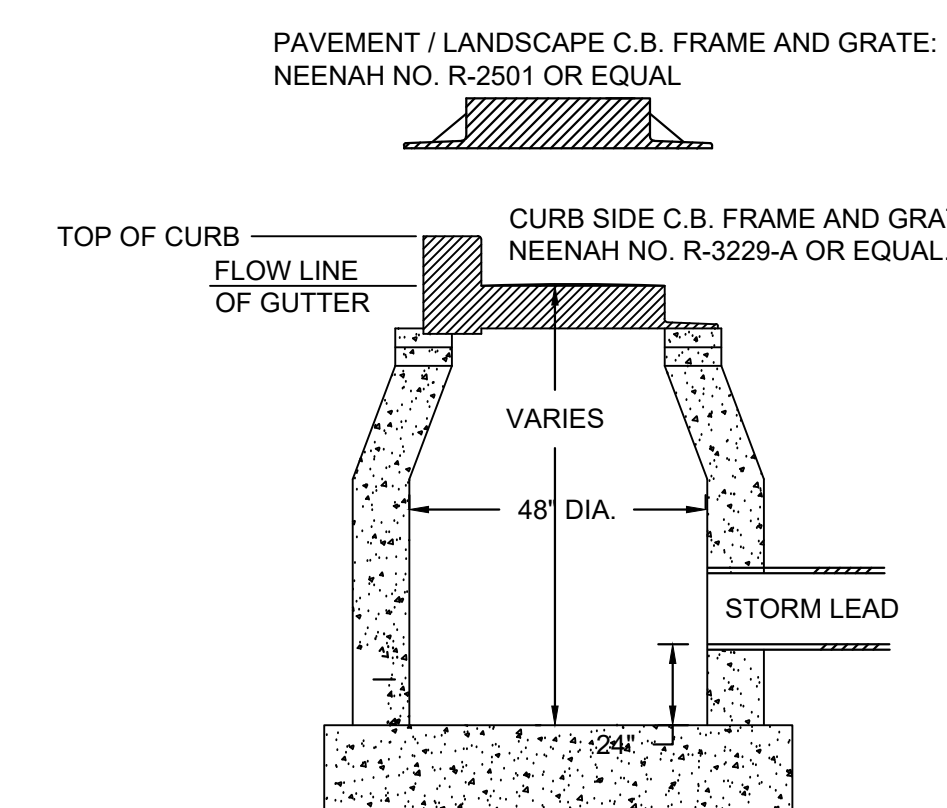 PAVEMENT / LANDSCAPE C.B. FRAME AND GRATE:
NEENAH NO. R-2501 OR EQUAL
CURB SIDE C.B. FRAME AND GRAT
NEENAH NO. R-3229-A OR EQUAL.
TOP OF CURB
FLOW LINE
OF GUTTER
VARIES
48" DIA.
STORM LEAD
24"